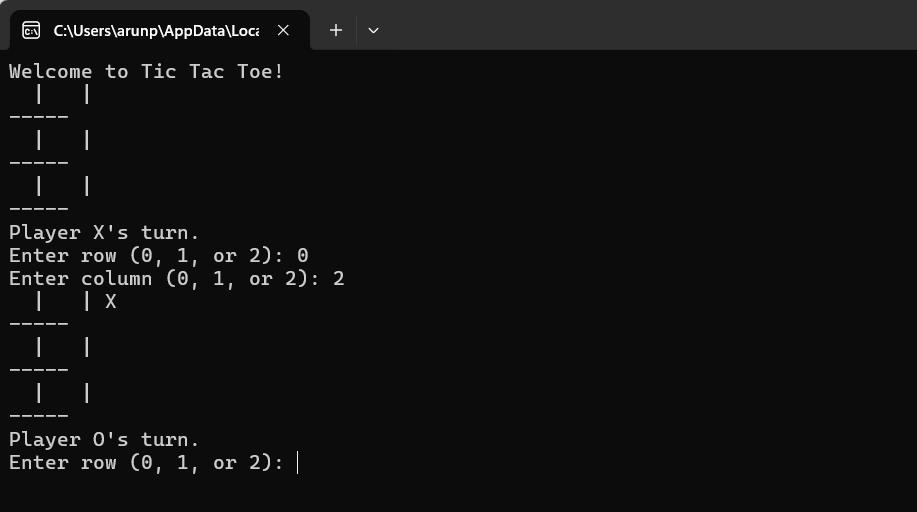 C:\Users\arunp\AppData\Loca
Welcome to Tic Tac Toe!
  |   |  
-----
  |   |  
-----
  |   |  
-----
Player X's turn.
Enter row (0, 1, or 2): 0
Enter column (0, 1, or 2): 2
  |   | X
-----
  |   |  
-----
  |   |  
-----
Player O's turn.
Enter row (0, 1, or 2):